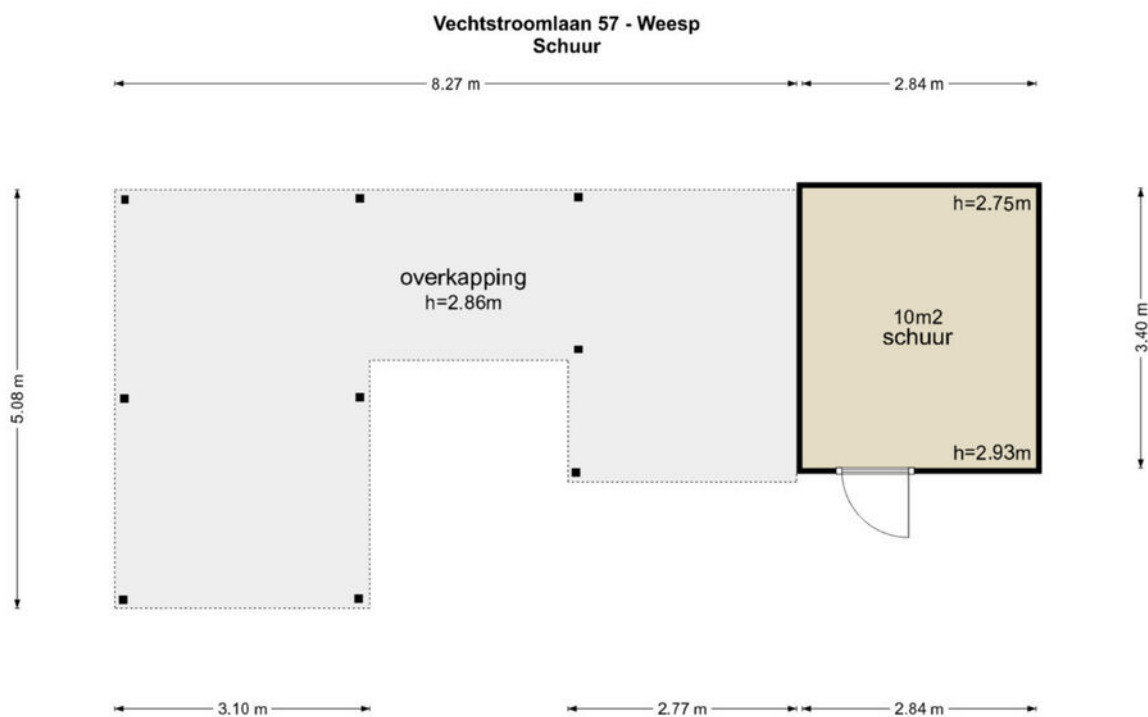 Vechtstroomlaan 57 - Weesp
Schuur
8.27 m
2.84 m
h=2.75m
overkapping
h=2.86m
10m2
schuur
3.40 m
5.08 m
h=2.93m
3.10 m
2.77 m
2.84 m